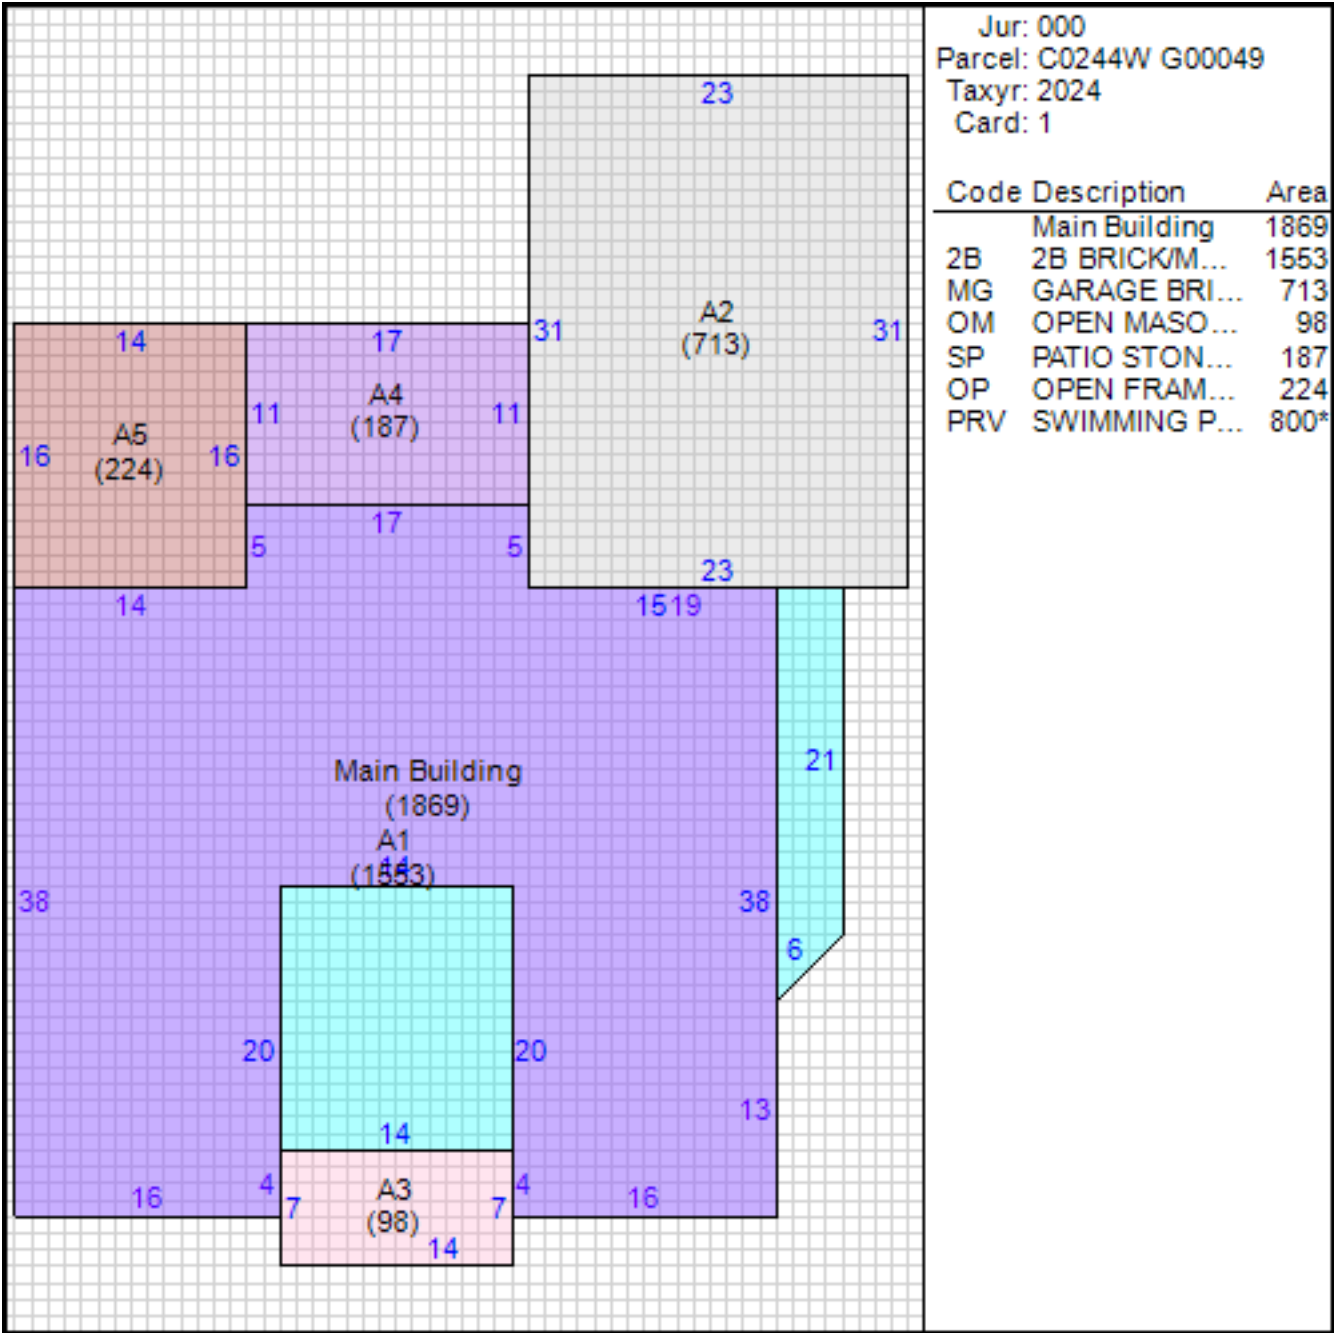 Jur: 000
Parcel: C0244W G00049
Taxyr: 2024
Card: 1
Code Description Area
Main Building 1869
2B 2B BRICK/M... 1553
MG GARAGE BRI... 713
OM OPEN MASO... 98
SP PATIO STON... 187
OP OPEN FRAM... 224
PRV SWIMMING P... 800*
23
31 A2 31
(713)
23
14
16 A5 16
(224)
17
11 A4 11
(187)
17
5 5
14
1519
21
Main Building
(1869)
A1
14
(1553)
38 38
6
20 20
13
14
16 4 4 16
7 A3 7
(98)
14